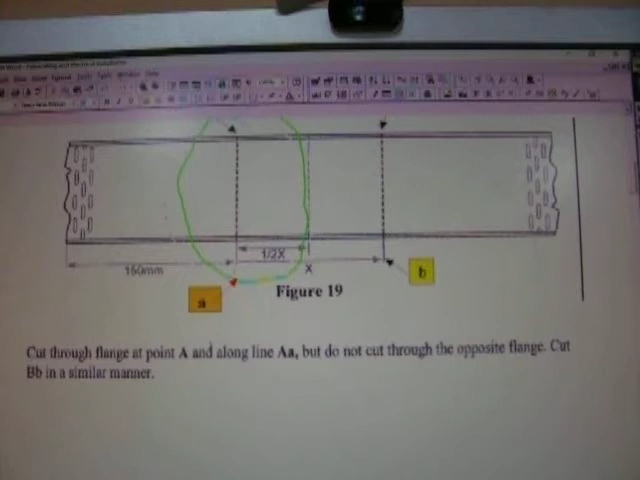 1/2X
150mm
X
b
a
Figure 19
Cut through flange at point A and along line Aa, but do not cut through the opposite flange. Cut
Bb in a similar manner.